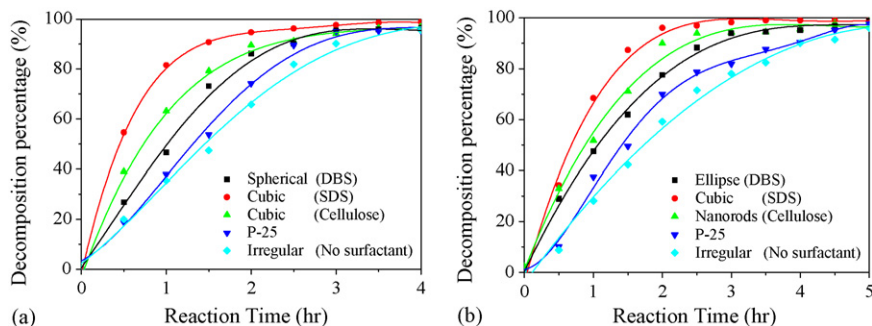 (a)
Decomposition percentage (%)
100
80
60
40
20
0
Spherical (DBS)
Cubic (SDS)
Cubic (Cellulose)
P-25
Irregular (No surfactant)
0 1 2 3 4
Reaction Time (hr)
(b)
Decomposition percentage (%)
100
80
60
40
20
0
Ellipse (DBS)
Cubic (SDS)
Nanorods (Cellulose)
P-25
Irregular (No surfactant)
0 1 2 3 4 5
Reaction Time (hr)